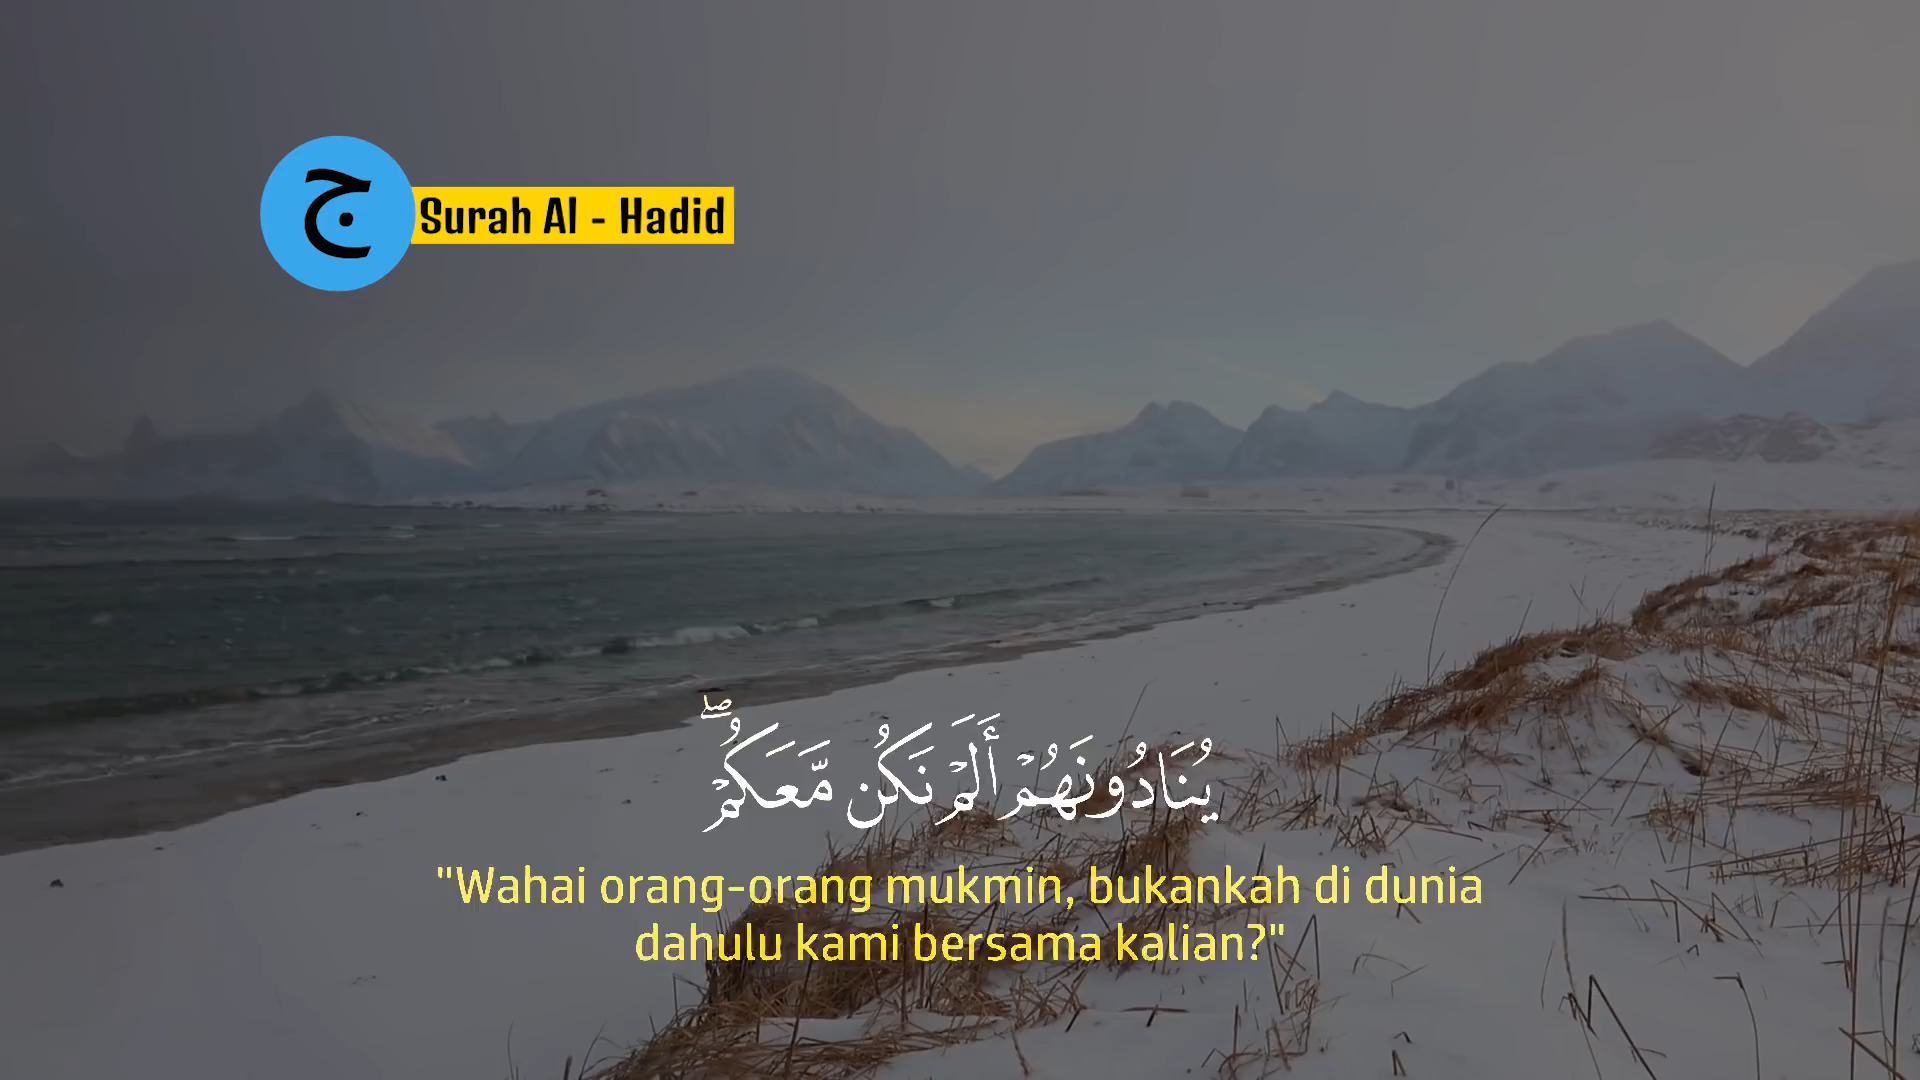 ج
Surah Al - Hadid
يُنَادُونَهُمْ أَلَمْ نَكُن مَّعَكُمْ ۖ
"Wahai orang-orang mukmin, bukankah di dunia
dahulu kami bersama kalian?"